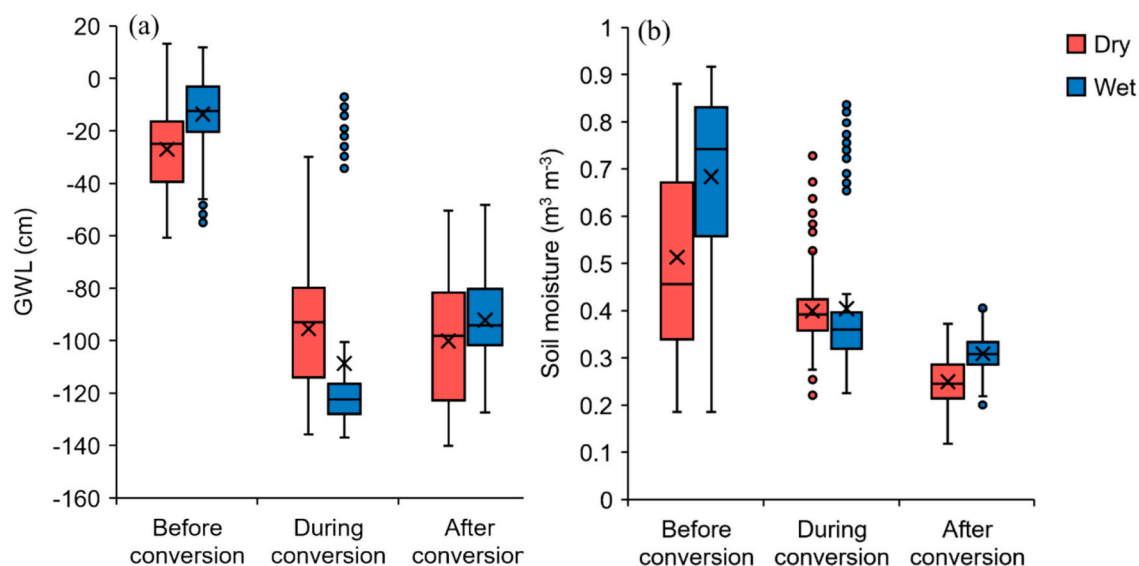 (a)
GWL (cm)
20
0
-20
-40
-60
-80
-100
-120
-140
-160
Before conversion
During conversion
After conversion
(b)
Soil moisture (m³ m⁻³)
1
0.9
0.8
0.7
0.6
0.5
0.4
0.3
0.2
0.1
0
Before conversion
During conversion
After conversion
Dry
Wet